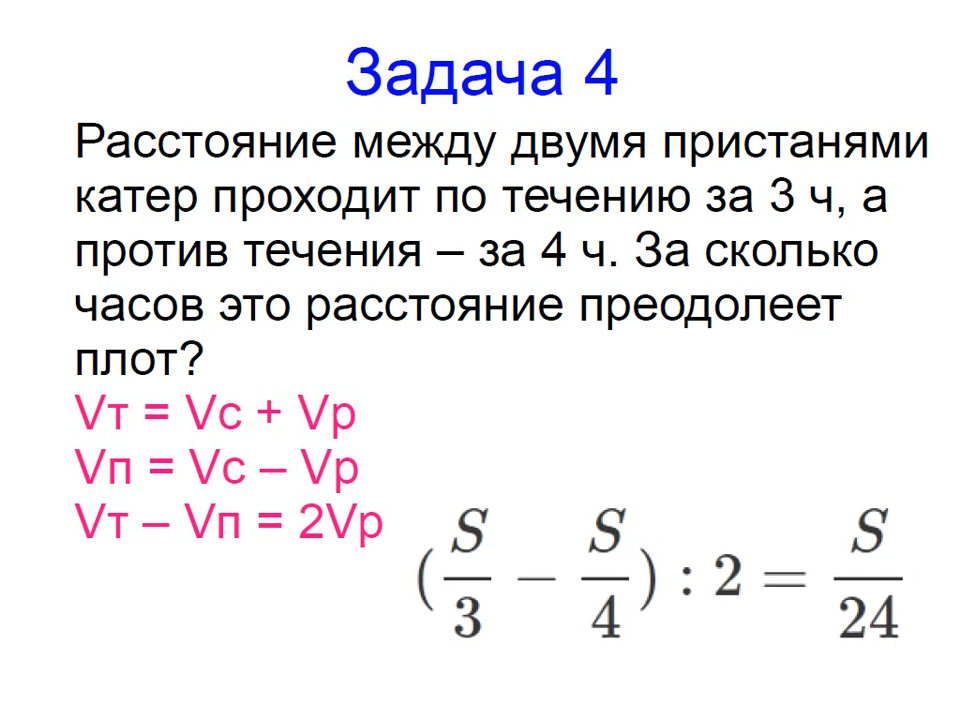 Задача 4
Расстояние между двумя пристанями
катер проходит по течению за 3 ч, а
против течения – за 4 ч. За сколько
часов это расстояние преодолеет
плот?
Vт = Vс + Vр
Vп = Vс – Vр
Vт – Vп = 2Vр
(S/3 − S/4) : 2 = S/24